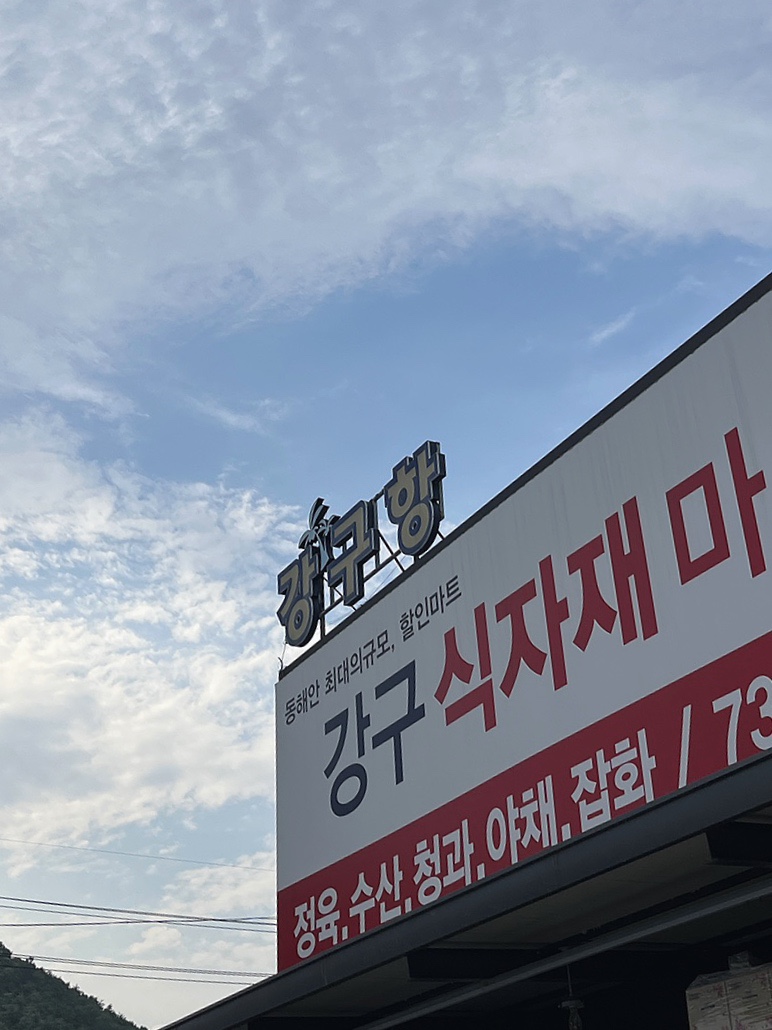 강구항
동해안 최대의규모, 할인마트
강구 식자재 마
정육.수산.청과.야채.잡화 / 73